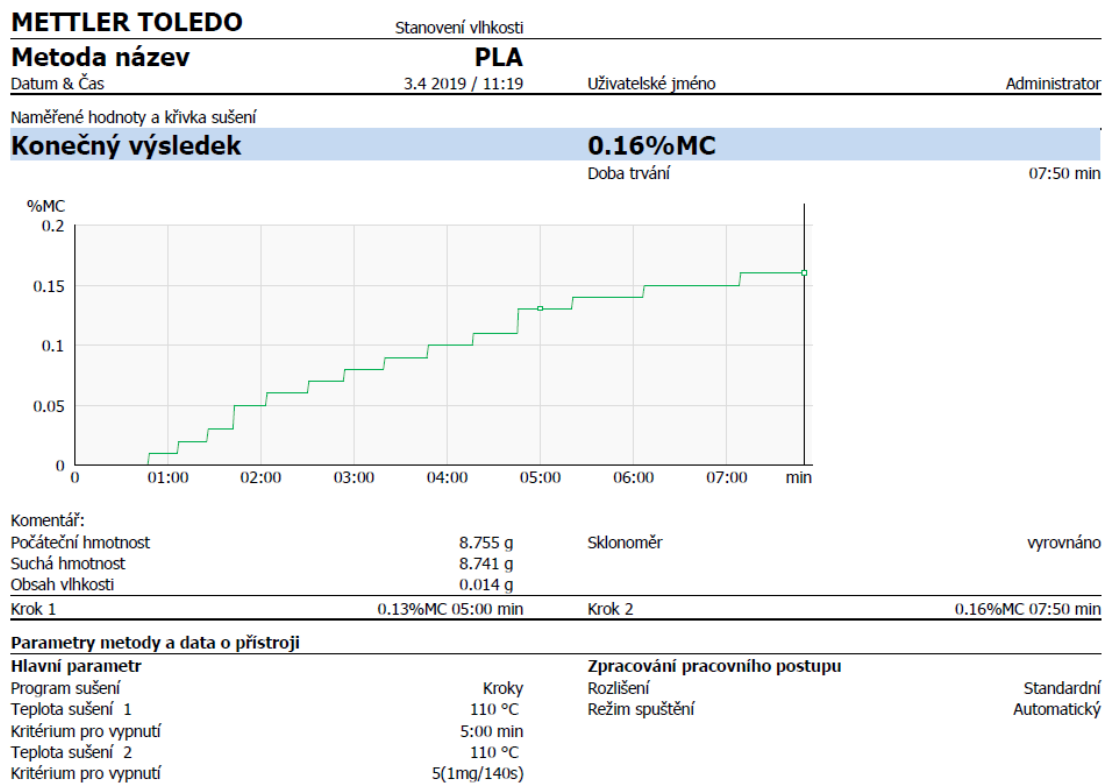 METTLER TOLEDO Stanovení vlhkosti
Metoda název PLA
Datum & Čas 3.4 2019 / 11:19 Uživatelské jméno Administrator
Naměřené hodnoty a křivka sušení
Konečný výsledek 0.16%MC
Doba trvání 07:50 min
%MC
0.2
0.15
0.1
0.05
0
0 01:00 02:00 03:00 04:00 05:00 06:00 07:00 min
Komentář:
Počáteční hmotnost 8.755 g Sklonoměr vyrovnáno
Suchá hmotnost 8.741 g
Obsah vlhkosti 0.014 g
Krok 1 0.13%MC 05:00 min Krok 2 0.16%MC 07:50 min
Parametry metody a data o přístroji
Hlavní parametr Zpracování pracovního postupu
Program sušení Kroky Rozlišení Standardní
Teplota sušení 1 110 °C Režim spuštění Automatický
Kritérium pro vypnutí 5:00 min
Teplota sušení 2 110 °C
Kritérium pro vypnutí 5(1mg/140s)